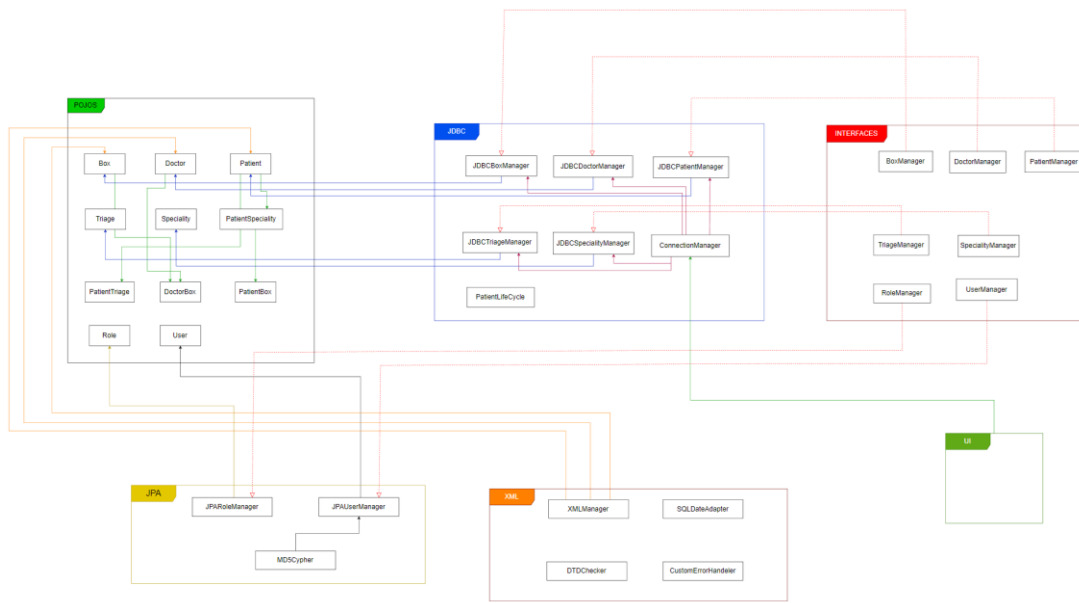 POJOS
Box
Doctor
Patient
Triage
Speciality
PatientSpeciality
PatientTriage
DoctorBox
PatientBox
Role
User
JDBC
JDBCBoxManager
JDBCDoctorManager
JDBCPatientManager
JDBCTriageManager
JDBCSpecialityManager
ConnectionManager
PatientLifeCycle
INTERFACES
BoxManager
DoctorManager
PatientManager
TriageManager
SpecialityManager
RoleManager
UserManager
UI
JPA
JPARoleManager
JPAUserManager
MD5Cypher
XML
XMLManager
SQLDateAdapter
DTDChecker
CustomErrorHandeler